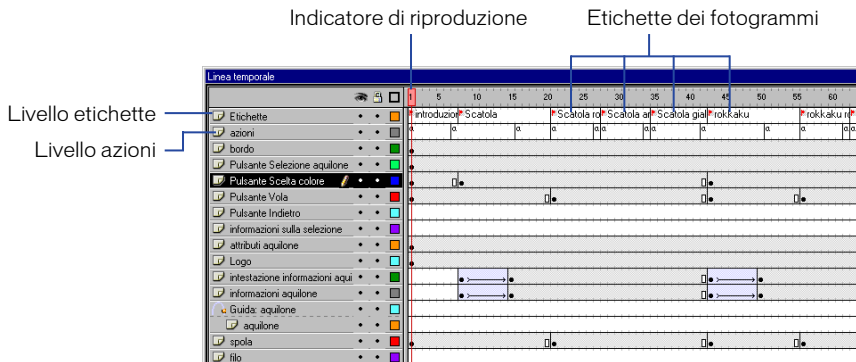 Indicatore di riproduzione
Etichette dei fotogrammi
Linea temporale
1 5 10 15 20 25 30 35 40 45 50 55 60
Livello etichette
Etichette
introduzior Scatola Scatola ro Scatola ar Scatola gial rokkaku rokkaku ro
Livello azioni
azioni
a a a a a a a a a a a a
bordo
Pulsante Selezione aquilone
Pulsante Scelta colore
Pulsante Vola
Pulsante Indietro
informazioni sulla selezione
attributi aquilone
Logo
intestazione informazioni aqui
informazioni aquilone
Guida: aquilone
aquilone
spola
filo